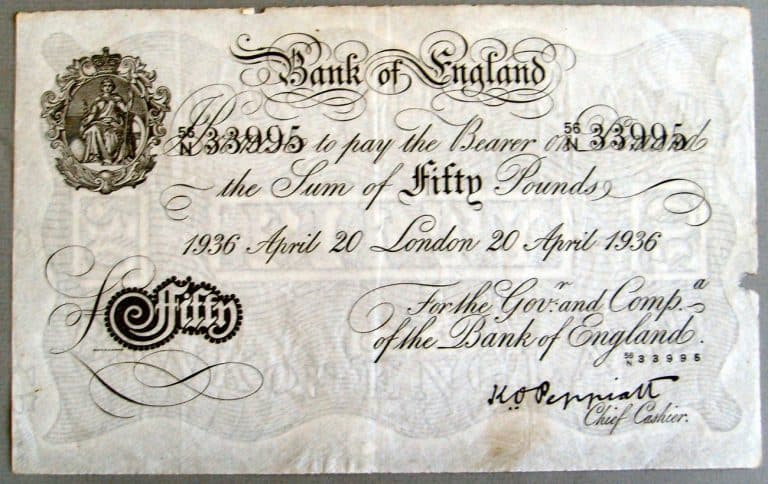 Bank of England
56/N 33995 to pay the Bearer on 56/N 33995
the Sum of Fifty Pounds
1936 April 20 London 20 April 1936
£ Fifty
For the Govr. and Compa.
of the Bank of England.
56/N 33995
K.O. Peppiatt
Chief Cashier.